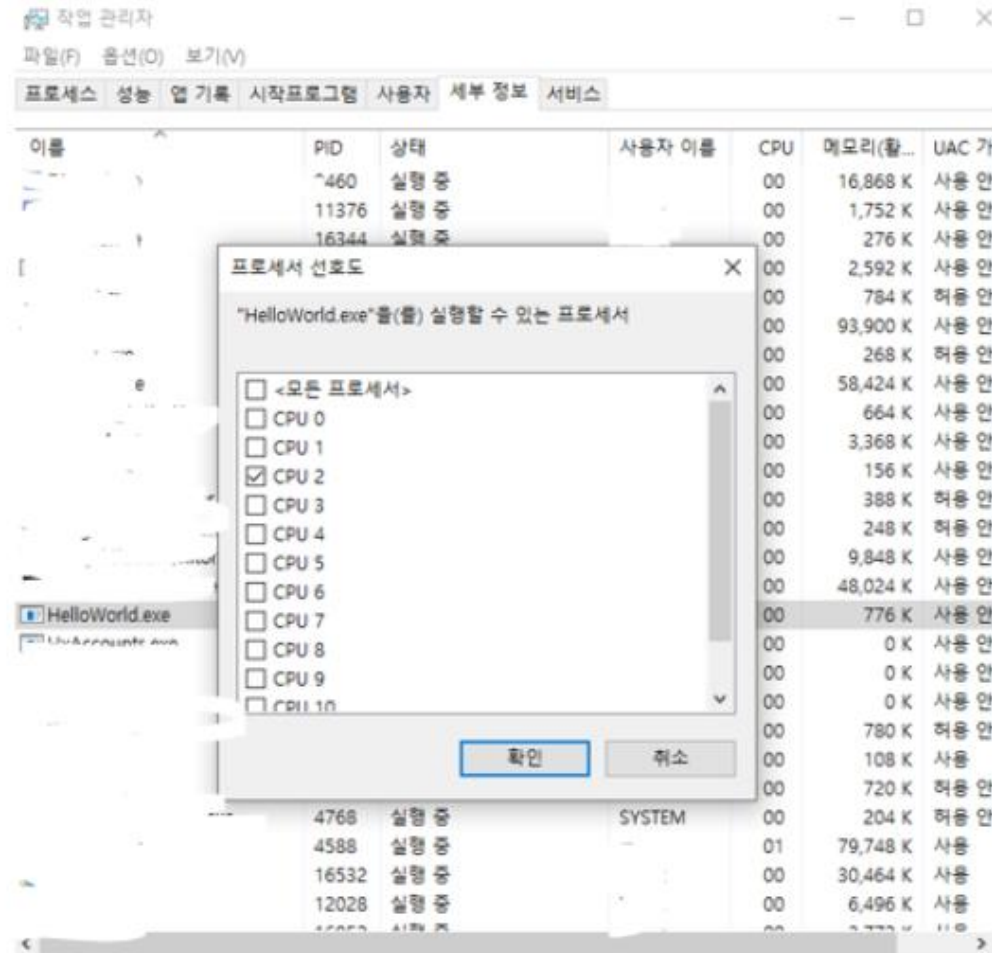 작업 관리자
파일(F) 옵션(O) 보기(V)
프로세스 성능 앱 기록 시작프로그램 사용자 세부 정보 서비스
이름 PID 상태 사용자 이름 CPU 메모리(활... UAC 가
460 실행 중 00 16,868 K 사용 안
11376 실행 중 00 1,752 K 사용 안
16344 실행 중 00 276 K 사용 안
프로세서 선호도
00 2,592 K 사용 안
00 784 K 허용 안
"HelloWorld.exe"을(를) 실행할 수 있는 프로세서
00 93,900 K 사용 안
00 268 K 허용 안
e <모든 프로세서> 00 58,424 K 사용 안
CPU 0 00 664 K 사용 안
CPU 1 00 3,368 K 사용 안
CPU 2 00 156 K 사용 안
CPU 3 00 388 K 허용 안
CPU 4 00 248 K 허용 안
CPU 5 00 9,848 K 사용 안
CPU 6 00 48,024 K 사용 안
HelloWorld.exe CPU 7 00 776 K 사용 안
CPU 8 00 0 K 사용 안
CPU 9 00 0 K 사용 안
CPU 10 00 0 K 사용 안
00 780 K 허용 안
확인 취소 00 108 K 사용
00 720 K 허용 안
4768 실행 중 SYSTEM 00 204 K 허용 안
4588 실행 중 01 79,748 K 사용
16532 실행 중 00 30,464 K 사용
12028 실행 중 00 6,496 K 사용